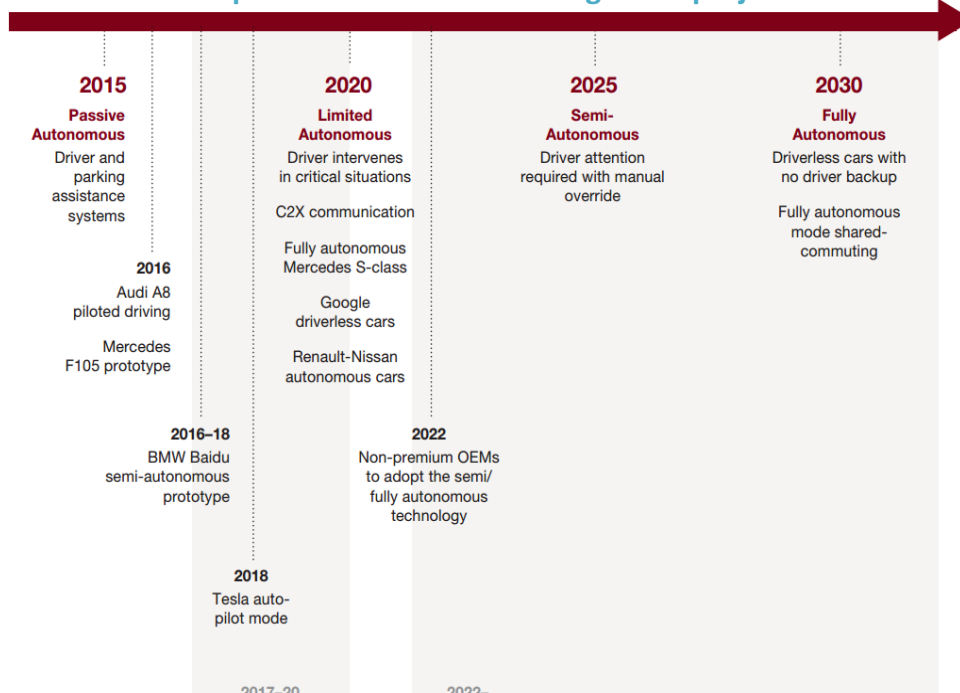 2015
Passive
Autonomous
Driver and
parking
assistance
systems
2016
Audi A8
piloted driving
Mercedes
F105 prototype
2016–18
BMW Baidu
semi-autonomous
prototype
2018
Tesla auto-
pilot mode
2020
Limited
Autonomous
Driver intervenes
in critical situations
C2X communication
Fully autonomous
Mercedes S-class
Google
driverless cars
Renault-Nissan
autonomous cars
2022
Non-premium OEMs
to adopt the semi/
fully autonomous
technology
2025
Semi-
Autonomous
Driver attention
required with manual
override
2030
Fully
Autonomous
Driverless cars with
no driver backup
Fully autonomous
mode shared-
commuting
2017–20
2022–